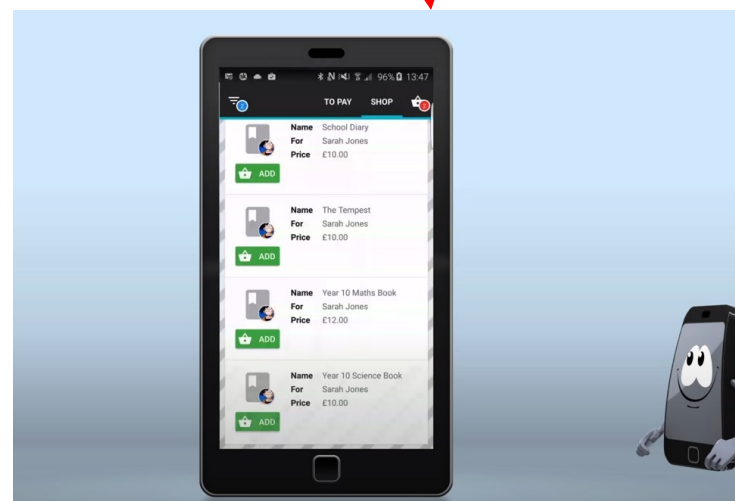 96% 13:47
TO PAY SHOP
Name School Diary
For Sarah Jones
Price £10.00
ADD
Name The Tempest
For Sarah Jones
Price £10.00
ADD
Name Year 10 Maths Book
For Sarah Jones
Price £12.00
ADD
Name Year 10 Science Book
For Sarah Jones
Price £10.00
ADD